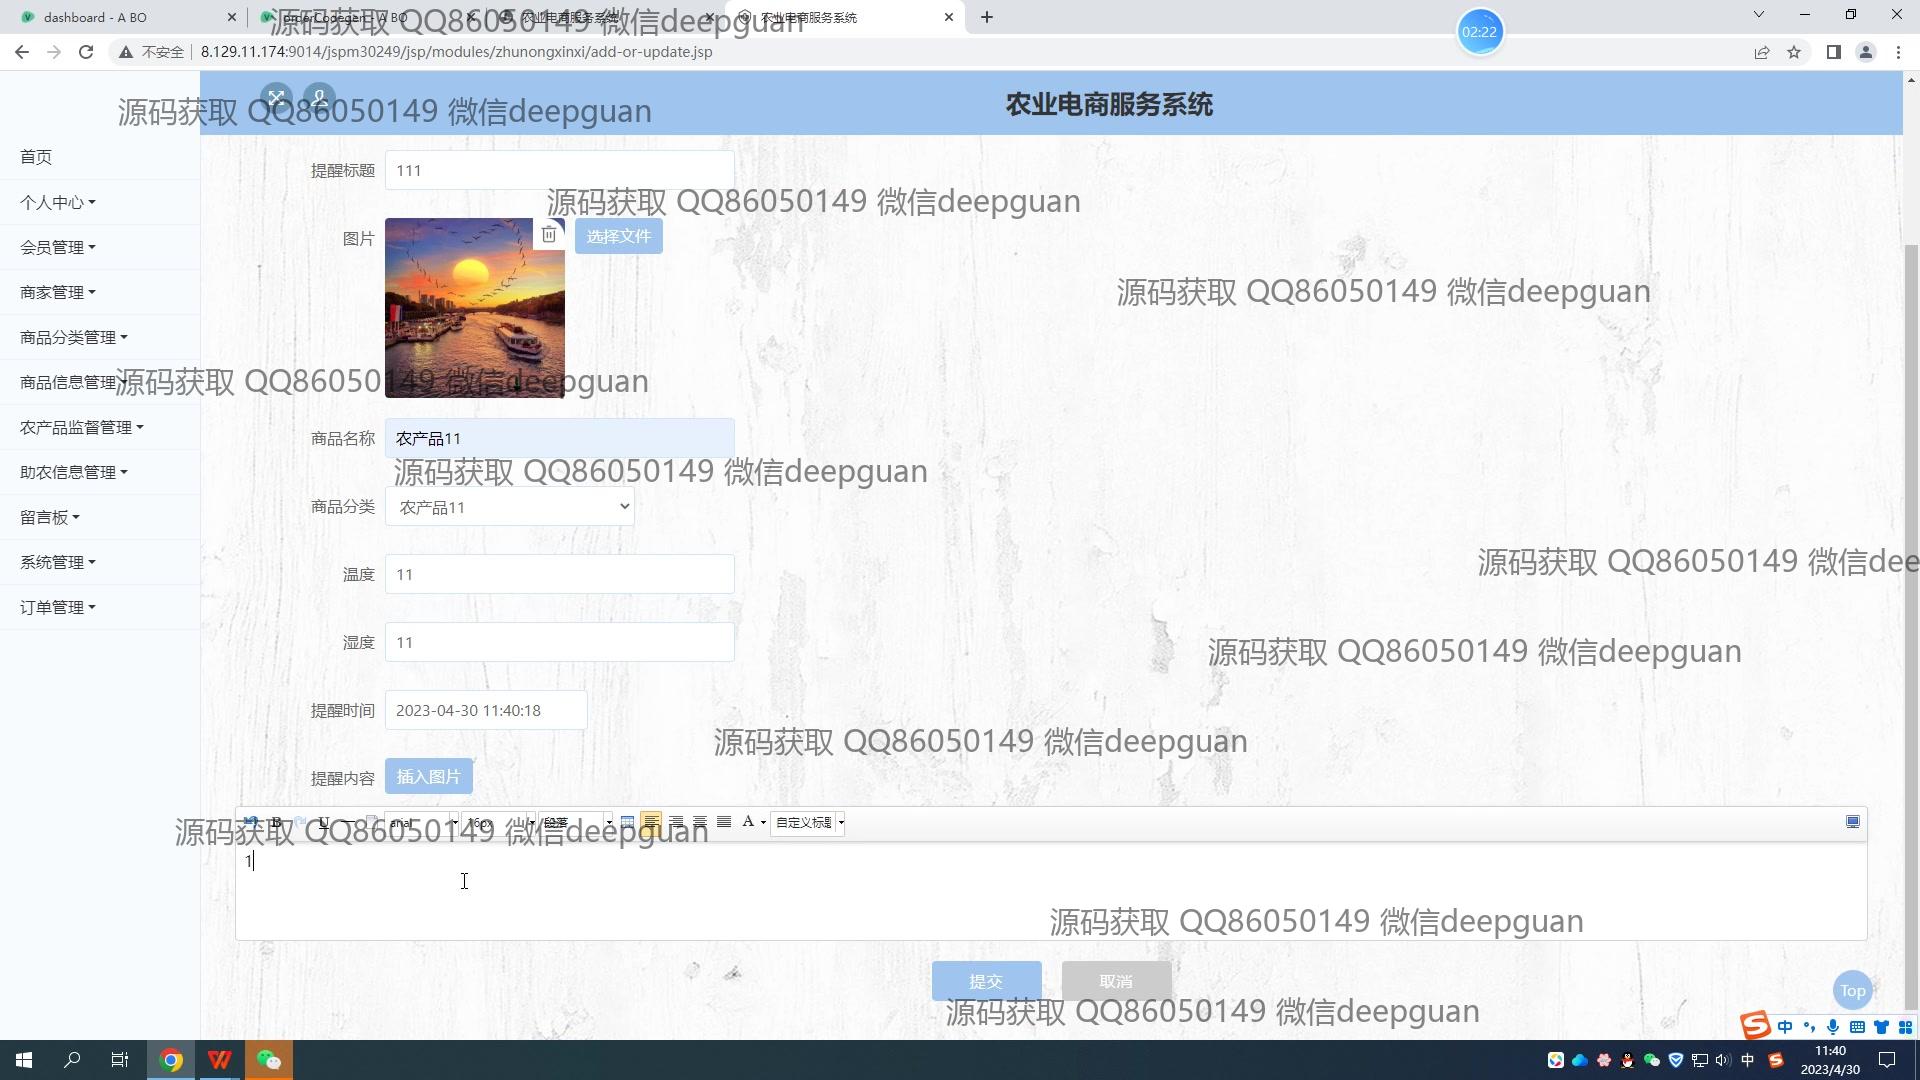 dashboard - A BO
orderCodegen - A BO
农业电商服务系统
农业电商服务系统
02:22
不安全
8.129.11.174:9014/jspm30249/jsp/modules/zhunongxinxi/add-or-update.jsp
源码获取 QQ86050149 微信deepguan
农业电商服务系统
源码获取 QQ86050149 微信deepguan
首页
提醒标题 111
个人中心
源码获取 QQ86050149 微信deepguan
图片
选择文件
会员管理
商家管理
源码获取 QQ86050149 微信deepguan
商品分类管理
商品信息管理
源码获取 QQ86050149 微信deepguan
农产品监督管理
商品名称 农产品11
助农信息管理
源码获取 QQ86050149 微信deepguan
商品分类 农产品11
留言板
系统管理
源码获取 QQ86050149 微信dee
温度 11
订单管理
湿度 11
源码获取 QQ86050149 微信deepguan
提醒时间 2023-04-30 11:40:18
源码获取 QQ86050149 微信deepguan
提醒内容 插入图片
B U arial 16px 段落 A 自定义标题
源码获取 QQ86050149 微信deepguan
1
源码获取 QQ86050149 微信deepguan
提交 取消
Top
源码获取 QQ86050149 微信deepguan
中
中
11:40
2023/4/30